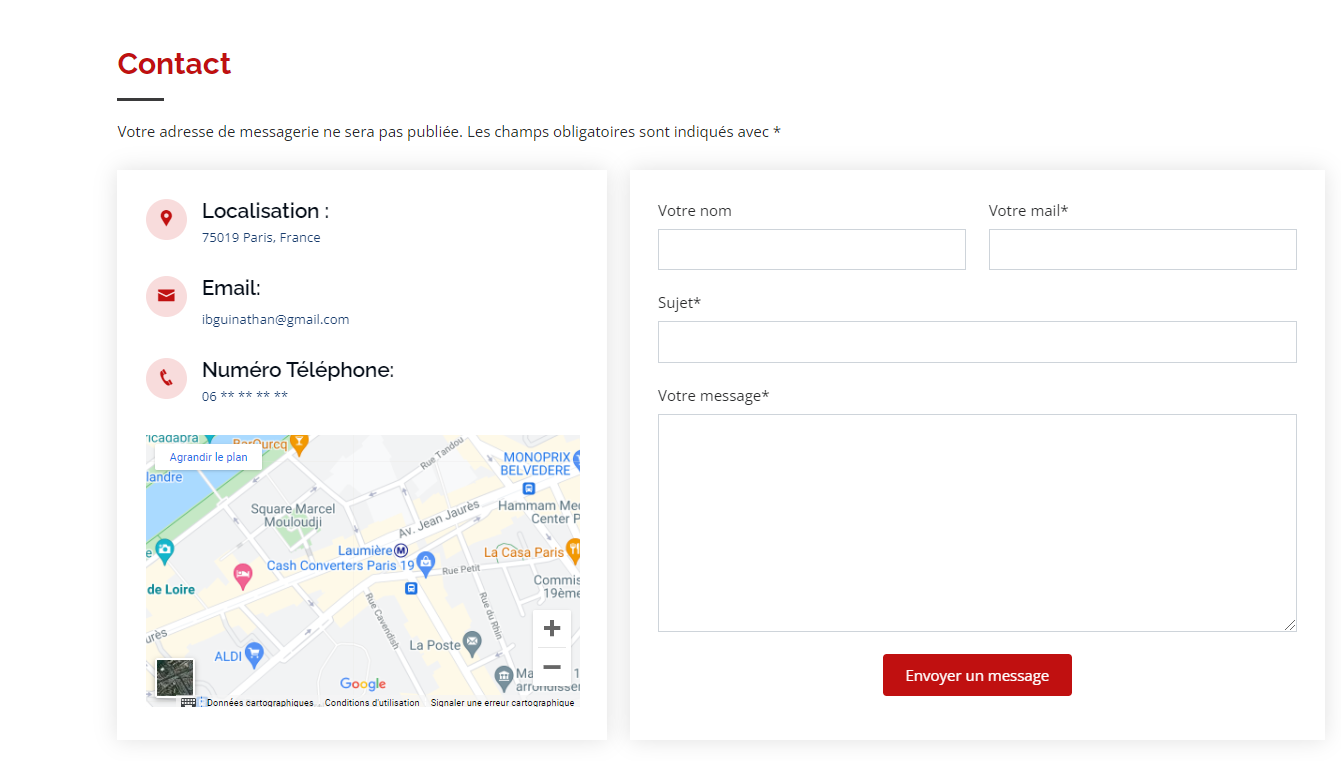 Contact
Votre adresse de messagerie ne sera pas publiée. Les champs obligatoires sont indiqués avec *
Localisation :
75019 Paris, France
Email:
ibguinathan@gmail.com
Numéro Téléphone:
06 ** ** ** **
icadabra
BarOurcq
Agrandir le plan
Rue Tandou
MONOPRIX
BELVEDERE
landre
Square Marcel
Mouloudji
Av. Jean Jaurès
Hammam Med
Center P
Laumière M
La Casa Paris
Cash Converters Paris 19
Rue Petit
Commis
19ème
de Loire
Rue Cavendish
Rue du Rhin
aurès
La Poste
ALDI
Ma
1
arrondisse
Google
Données cartographiques
Conditions d'utilisation
Signaler une erreur cartographique
Votre nom
Votre mail*
Sujet*
Votre message*
Envoyer un message